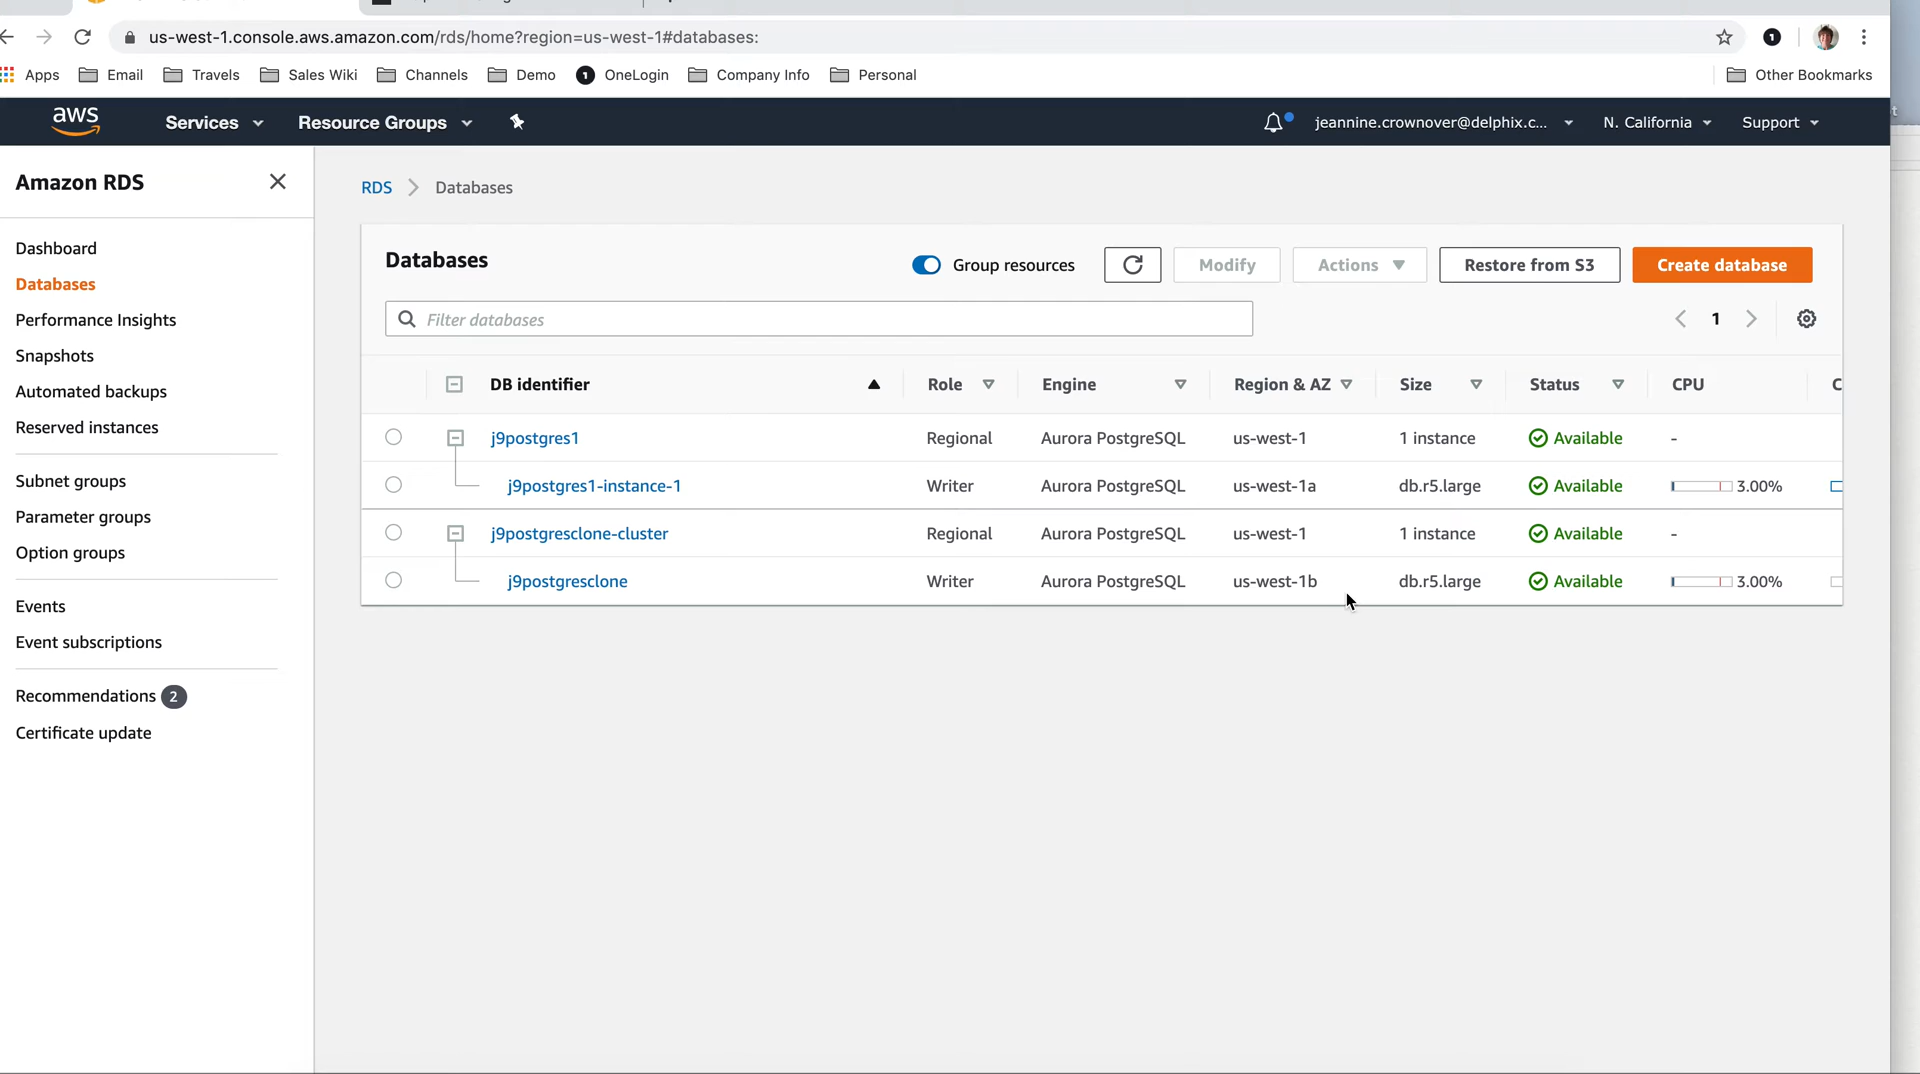 us-west-1.console.aws.amazon.com/rds/home?region=us-west-1#databases:
1
Apps Email Travels Sales Wiki Channels Demo 1 OneLogin Company Info Personal Other Bookmarks
aws Services Resource Groups jeannine.crownover@delphix.c... N. California Support
Amazon RDS
Dashboard
Databases
Performance Insights
Snapshots
Automated backups
Reserved instances
Subnet groups
Parameter groups
Option groups
Events
Event subscriptions
Recommendations 2
Certificate update
RDS Databases
Databases Group resources Modify Actions Restore from S3 Create database
Filter databases 1
DB identifier Role Engine Region & AZ Size Status CPU C
j9postgres1 Regional Aurora PostgreSQL us-west-1 1 instance Available -
j9postgres1-instance-1 Writer Aurora PostgreSQL us-west-1a db.r5.large Available 3.00%
j9postgresclone-cluster Regional Aurora PostgreSQL us-west-1 1 instance Available -
j9postgresclone Writer Aurora PostgreSQL us-west-1b db.r5.large Available 3.00%